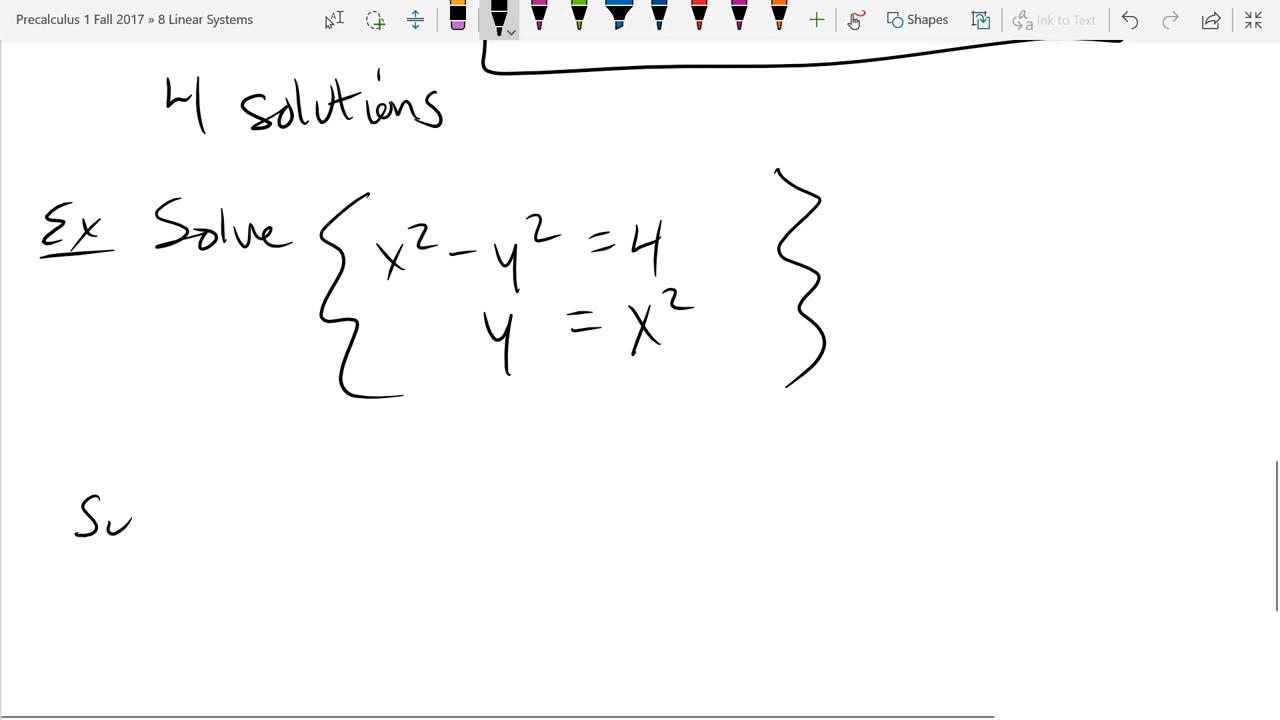 Precalculus 1 Fall 2017 » 8 Linear Systems
Shapes
Ink to Text
4 solutions
Ex Solve { x² - y² = 4
y = x² }
Su